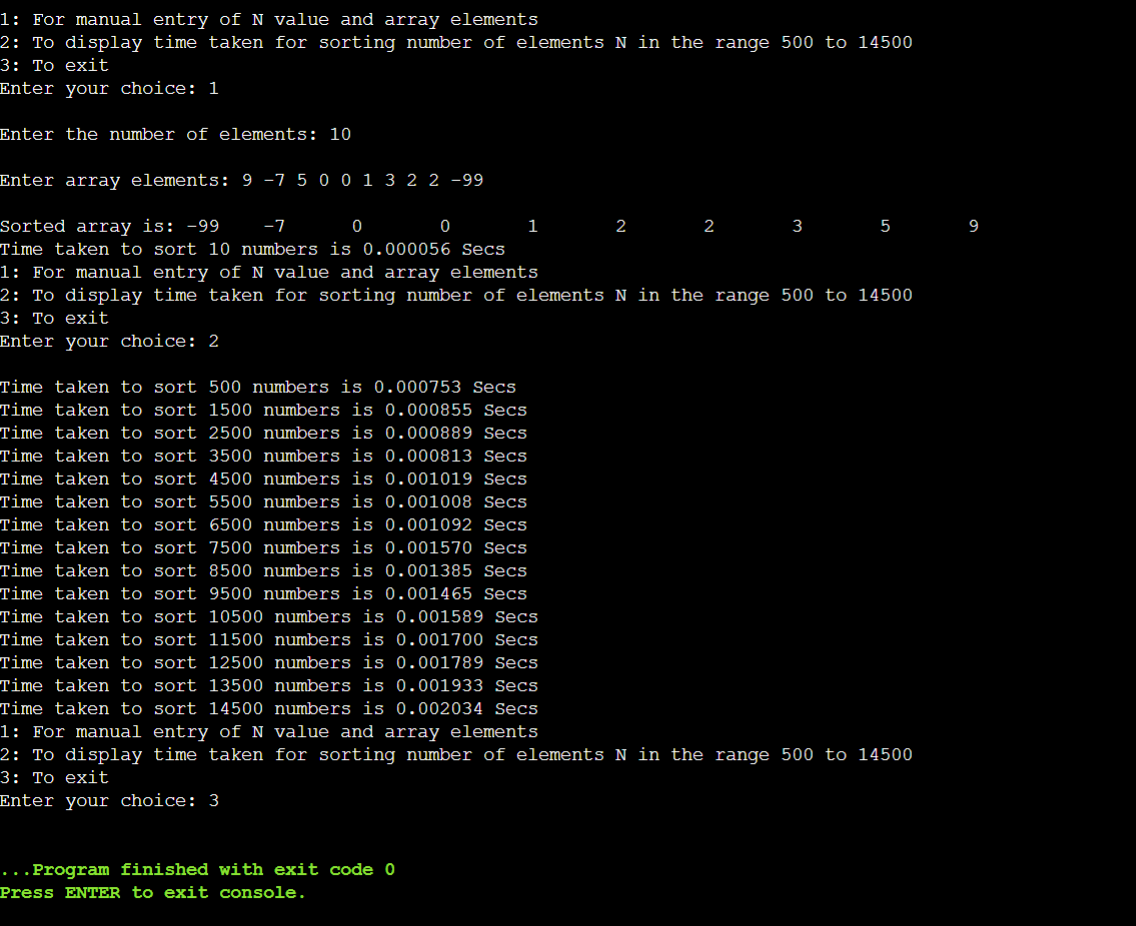 1: For manual entry of N value and array elements
2: To display time taken for sorting number of elements N in the range 500 to 14500
3: To exit
Enter your choice: 1
Enter the number of elements: 10
Enter array elements: 9 -7 5 0 0 1 3 2 2 -99
Sorted array is: -99    -7      0       0       1       2       2       3       5       9
Time taken to sort 10 numbers is 0.000056 Secs
1: For manual entry of N value and array elements
2: To display time taken for sorting number of elements N in the range 500 to 14500
3: To exit
Enter your choice: 2
Time taken to sort 500 numbers is 0.000753 Secs
Time taken to sort 1500 numbers is 0.000855 Secs
Time taken to sort 2500 numbers is 0.000889 Secs
Time taken to sort 3500 numbers is 0.000813 Secs
Time taken to sort 4500 numbers is 0.001019 Secs
Time taken to sort 5500 numbers is 0.001008 Secs
Time taken to sort 6500 numbers is 0.001092 Secs
Time taken to sort 7500 numbers is 0.001570 Secs
Time taken to sort 8500 numbers is 0.001385 Secs
Time taken to sort 9500 numbers is 0.001465 Secs
Time taken to sort 10500 numbers is 0.001589 Secs
Time taken to sort 11500 numbers is 0.001700 Secs
Time taken to sort 12500 numbers is 0.001789 Secs
Time taken to sort 13500 numbers is 0.001933 Secs
Time taken to sort 14500 numbers is 0.002034 Secs
1: For manual entry of N value and array elements
2: To display time taken for sorting number of elements N in the range 500 to 14500
3: To exit
Enter your choice: 3
...Program finished with exit code 0
Press ENTER to exit console.